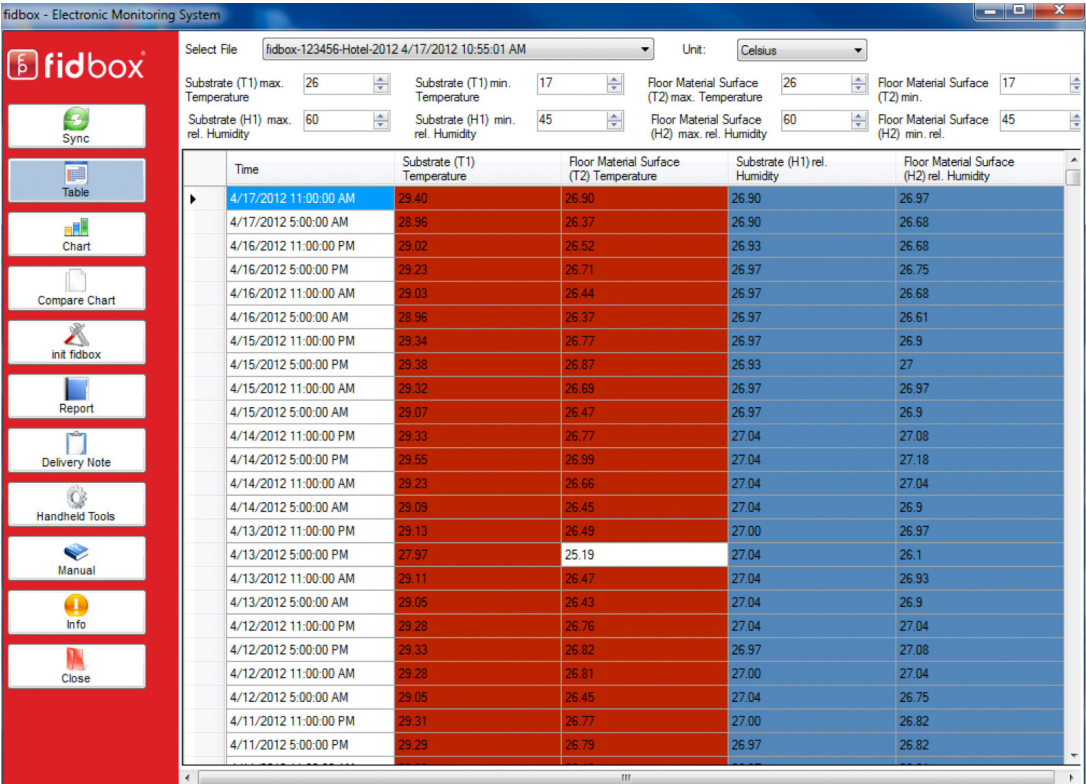 fidbox - Electronic Monitoring System
fidbox
Sync
Table
Chart
Compare Chart
init fidbox
Report
Delivery Note
Handheld Tools
Manual
Info
Close
Select File fidbox-123456-Hotel-2012 4/17/2012 10:55:01 AM Unit: Celsius
Substrate (T1) max. Temperature 26 Substrate (T1) min. Temperature 17 Floor Material Surface (T2) max. Temperature 26 Floor Material Surface (T2) min. 17
Substrate (H1) max. rel. Humidity 60 Substrate (H1) min. rel. Humidity 45 Floor Material Surface (H2) max. rel. Humidity 60 Floor Material Surface (H2) min. rel. 45
Time Substrate (T1) Temperature Floor Material Surface (T2) Temperature Substrate (H1) rel. Humidity Floor Material Surface (H2) rel. Humidity
4/17/2012 11:00:00 AM 29.40 26.90 26.90 26.97
4/17/2012 5:00:00 AM 28.96 26.37 26.90 26.68
4/16/2012 11:00:00 PM 29.02 26.52 26.93 26.68
4/16/2012 5:00:00 PM 29.23 26.71 26.97 26.75
4/16/2012 11:00:00 AM 29.03 26.44 26.97 26.68
4/16/2012 5:00:00 AM 28.96 26.37 26.97 26.61
4/15/2012 11:00:00 PM 29.34 26.77 26.97 26.9
4/15/2012 5:00:00 PM 29.38 26.87 26.93 27
4/15/2012 11:00:00 AM 29.32 26.69 26.97 26.97
4/15/2012 5:00:00 AM 29.07 26.47 26.97 26.9
4/14/2012 11:00:00 PM 29.33 26.77 27.04 27.08
4/14/2012 5:00:00 PM 29.55 26.99 27.04 27.18
4/14/2012 11:00:00 AM 29.23 26.66 27.04 27.04
4/14/2012 5:00:00 AM 29.09 26.45 27.04 26.9
4/13/2012 11:00:00 PM 29.13 26.49 27.00 26.97
4/13/2012 5:00:00 PM 27.97 25.19 27.04 26.1
4/13/2012 11:00:00 AM 29.11 26.47 27.04 26.93
4/13/2012 5:00:00 AM 29.05 26.43 27.04 26.9
4/12/2012 11:00:00 PM 29.28 26.76 27.04 27.04
4/12/2012 5:00:00 PM 29.33 26.82 26.97 27.08
4/12/2012 11:00:00 AM 29.28 26.81 27.00 27.04
4/12/2012 5:00:00 AM 29.05 26.45 27.04 26.75
4/11/2012 11:00:00 PM 29.31 26.77 27.00 26.82
4/11/2012 5:00:00 PM 29.29 26.79 26.97 26.82